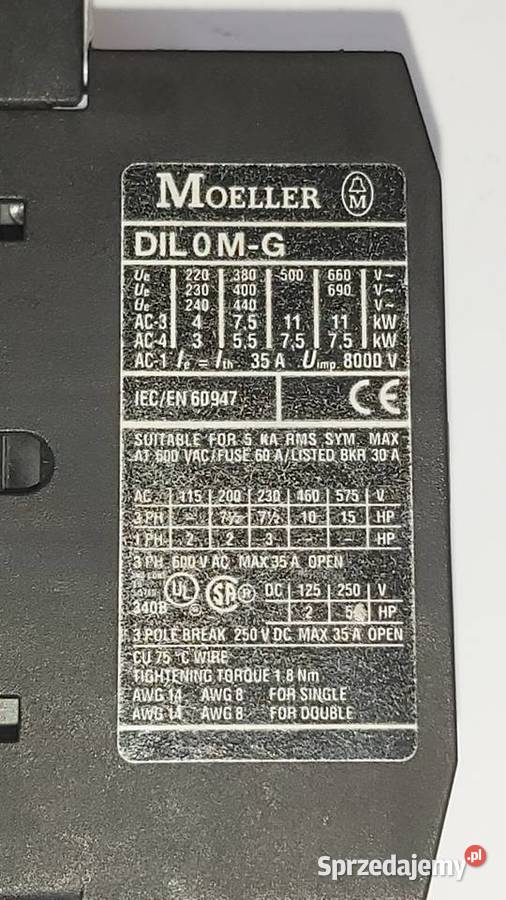 MOELLER M
DIL 0 M-G
Ue 220 380 500 660 V~
Ue 230 400 690 V~
Ue 240 440 V~
AC-3 4 7.5 11 11 kW
AC-4 3 5.5 7.5 7.5 kW
AC-1 Ie = Ith 35 A Uimp. 8000 V
IEC/EN 60947 CE
SUITABLE FOR 5 KA RMS SYM. MAX
AT 600 VAC/FUSE 60 A/LISTED BKR 30 A
AC 115 200 230 460 575 V
3 PH - 7½ 7½ 10 15 HP
1 PH 2 2 3 - - HP
3 PH 600 V AC MAX 35 A OPEN
UL SA® DC 125 250 V
340B 2 5 HP
3 POLE BREAK 250 V DC MAX 35 A OPEN
CU 75 °C WIRE
TIGHTENING TORQUE 1.8 Nm
AWG 14 AWG 8 FOR SINGLE
AWG 14 AWG 8 FOR DOUBLE
Sprzedajemy.pl